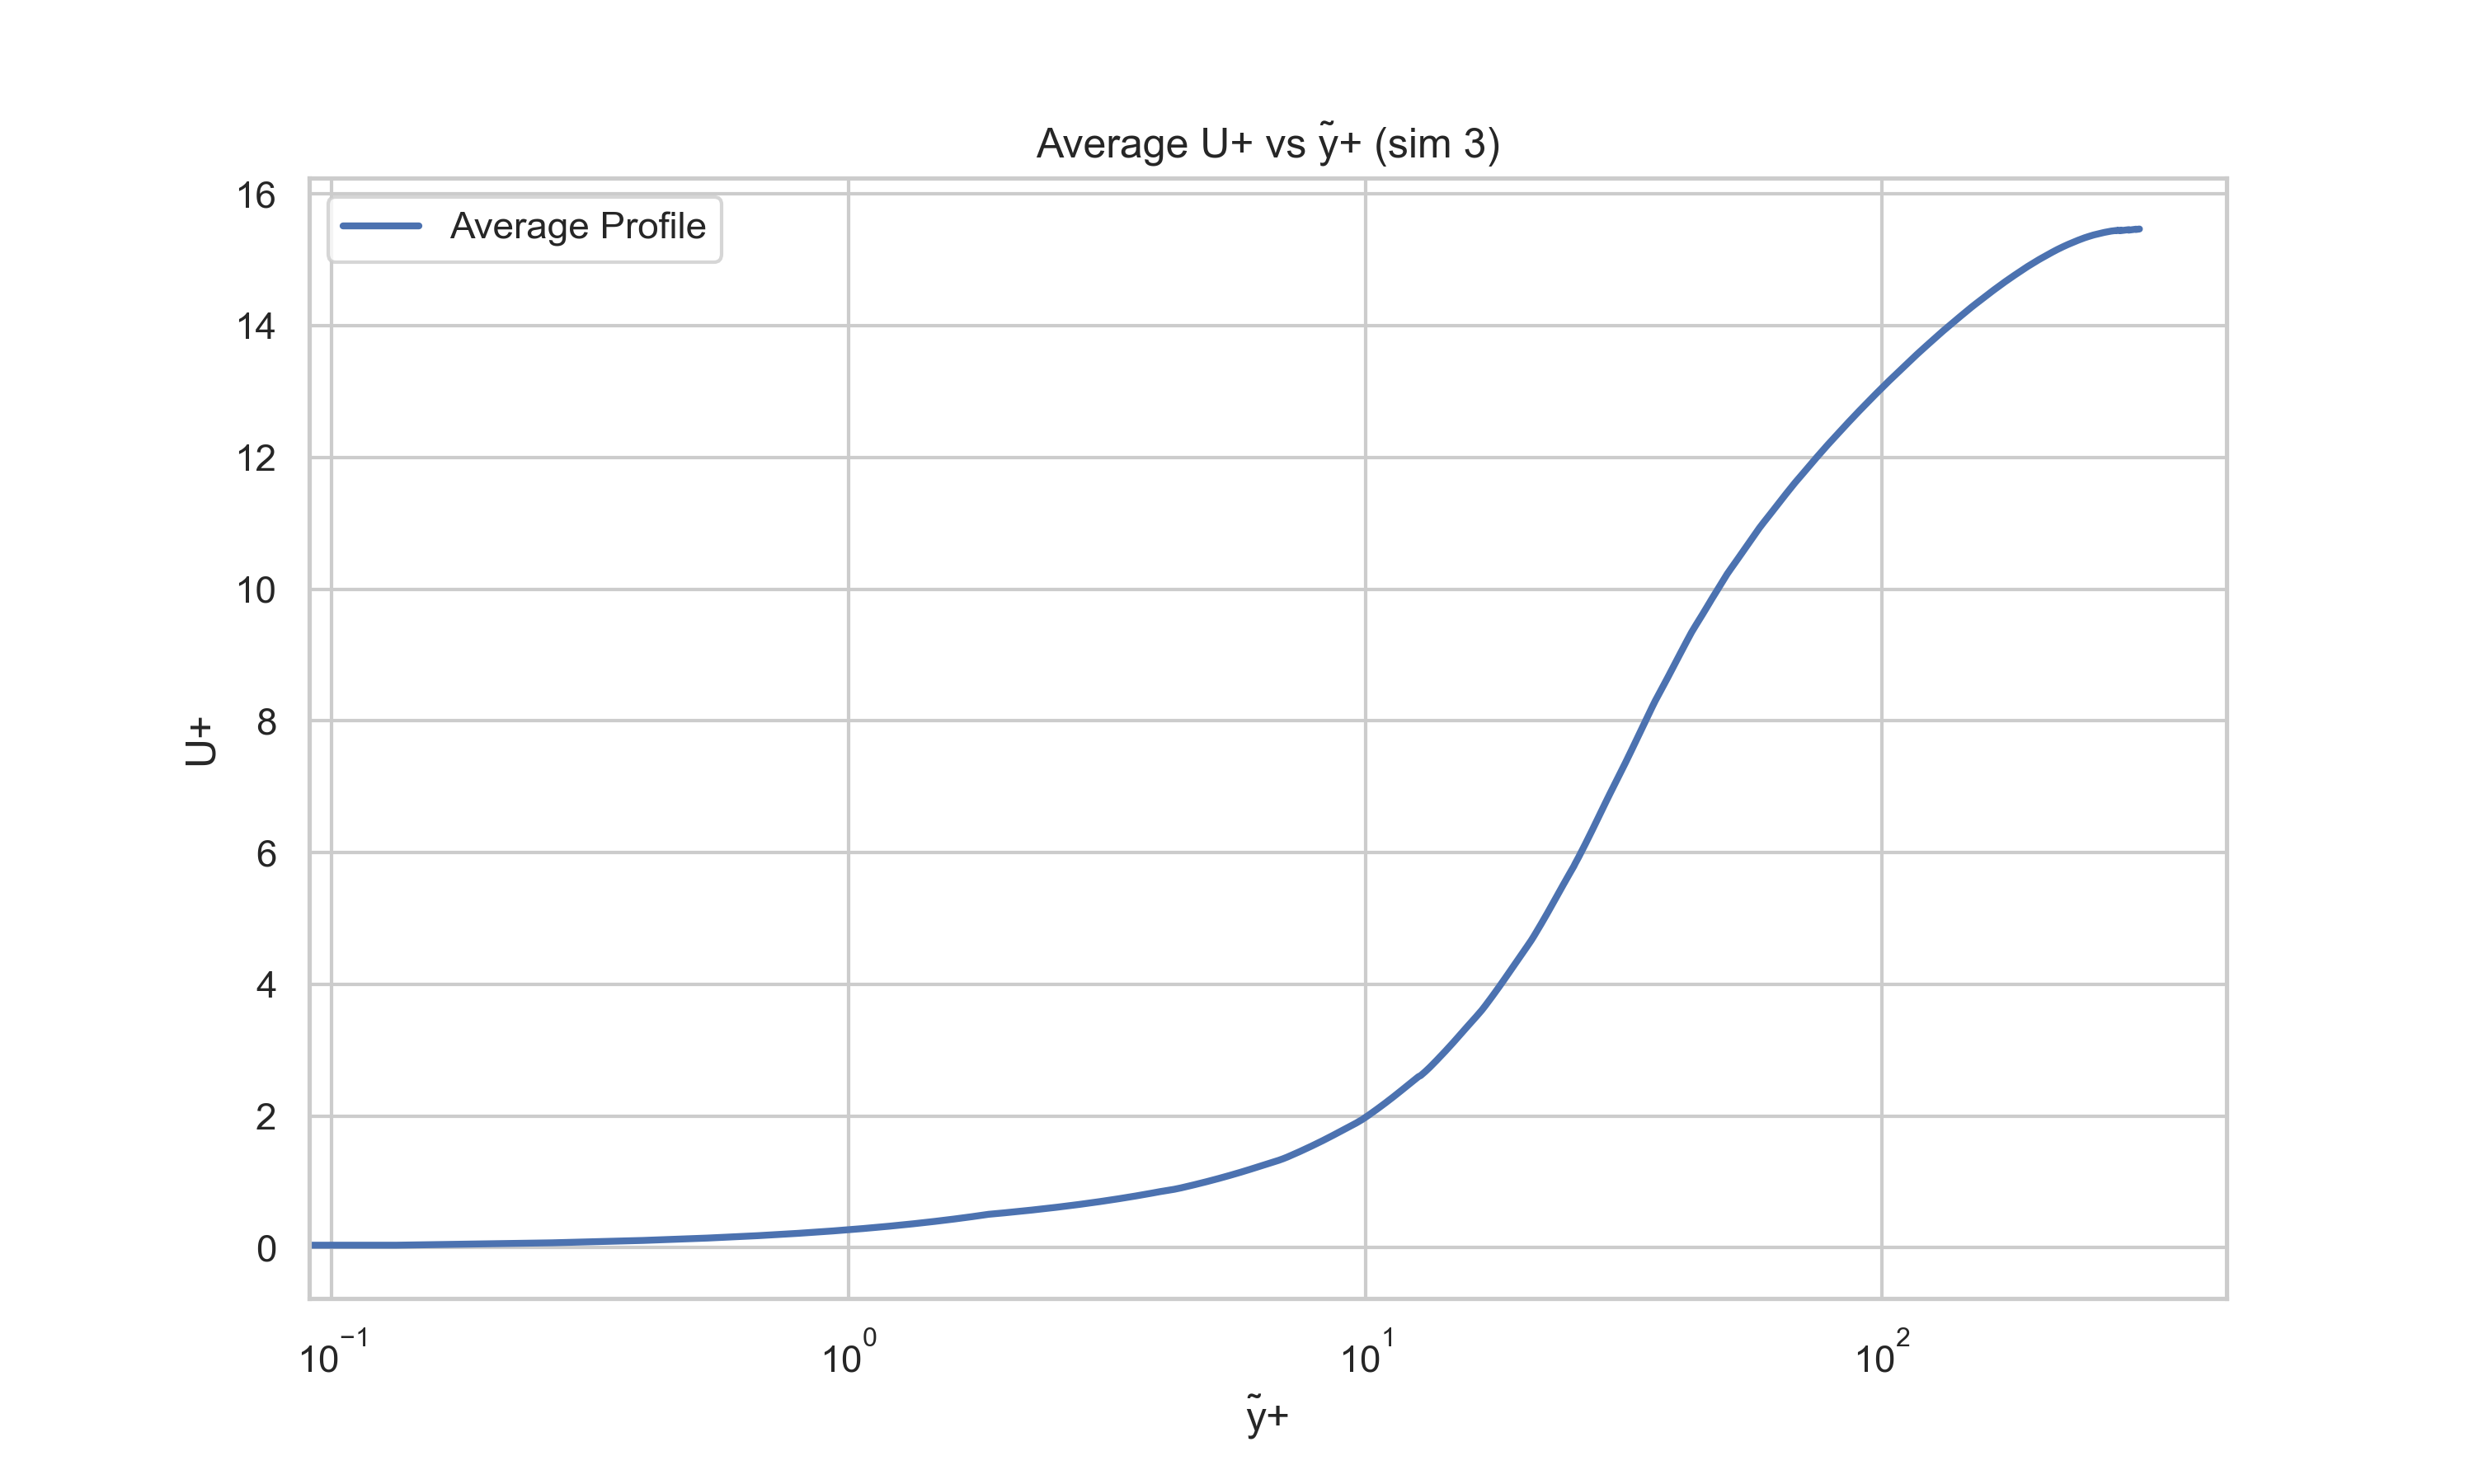 Average U+ vs ỹ+ (sim 3)
Average Profile
16
14
12
10
8
6
4
2
0
U+
10⁻¹ 10⁰ 10¹ 10²
ỹ+